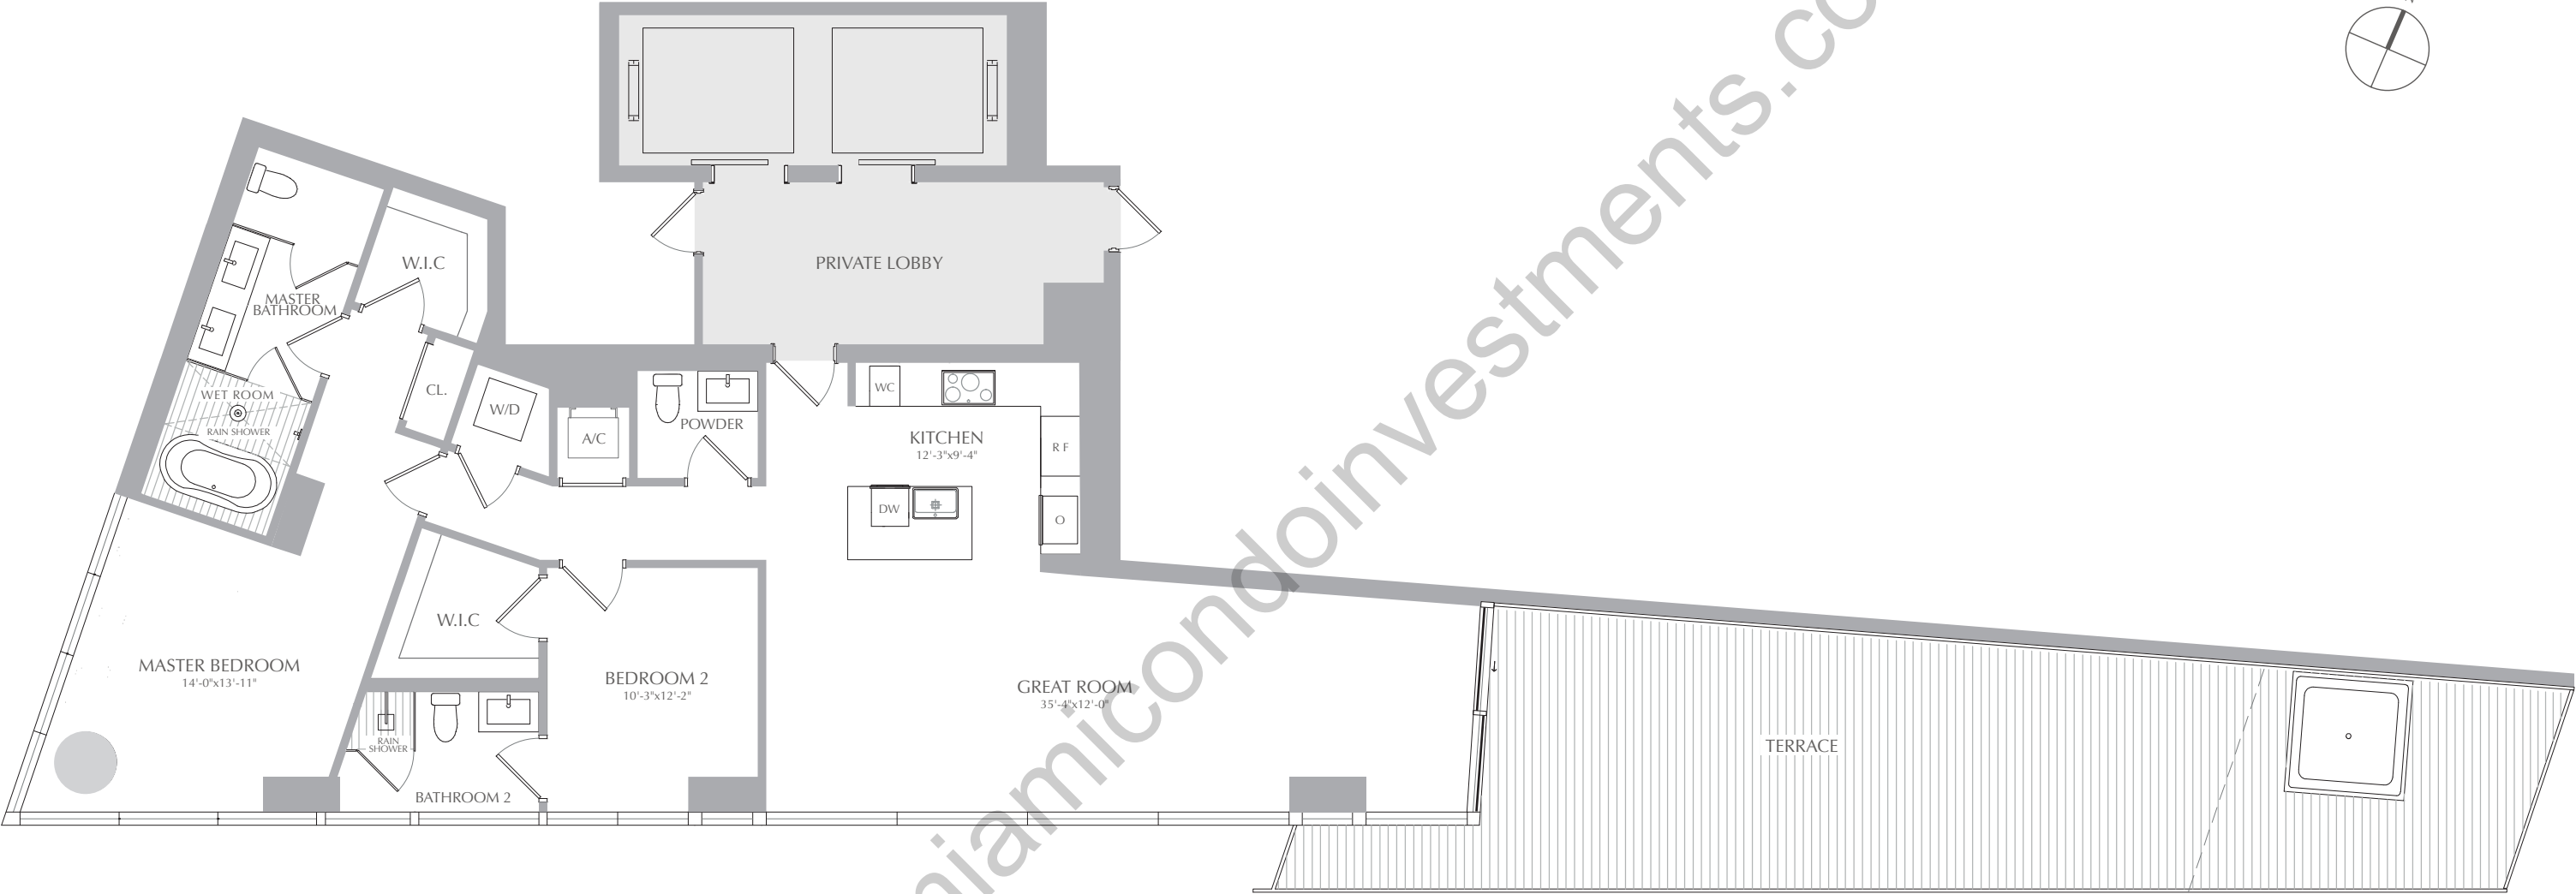 PRIVATE LOBBY
W.I.C
MASTER
BATHROOM
WET ROOM
RAIN SHOWER
CL.
W/D
A/C
POWDER
WC
KITCHEN
12'-3"x9'-4"
R F
DW
O
W.I.C
MASTER BEDROOM
14'-0"x13'-11"
BEDROOM 2
10'-3"x12'-2"
GREAT ROOM
35'-4"x12'-0"
RAIN
SHOWER
BATHROOM 2
TERRACE
miamicondoinvestments.co